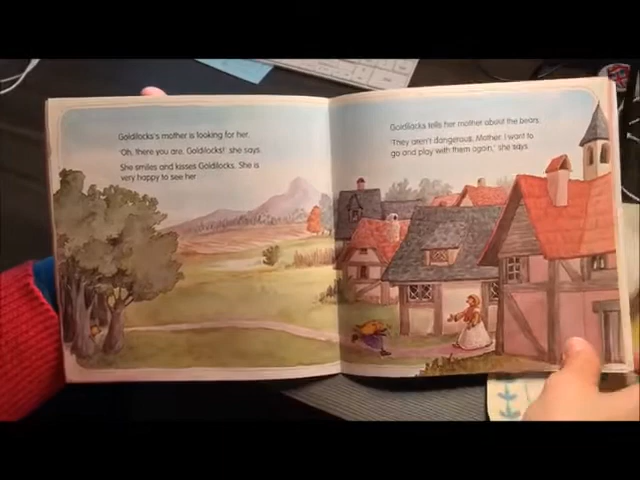 Goldilocks's mother is looking for her.
'Oh, there you are, Goldilocks!' she says.
She smiles and kisses Goldilocks. She is
very happy to see her
Goldilocks tells her mother about the bears.
'They aren't dangerous, Mother. I want to
go and play with them again,' she says